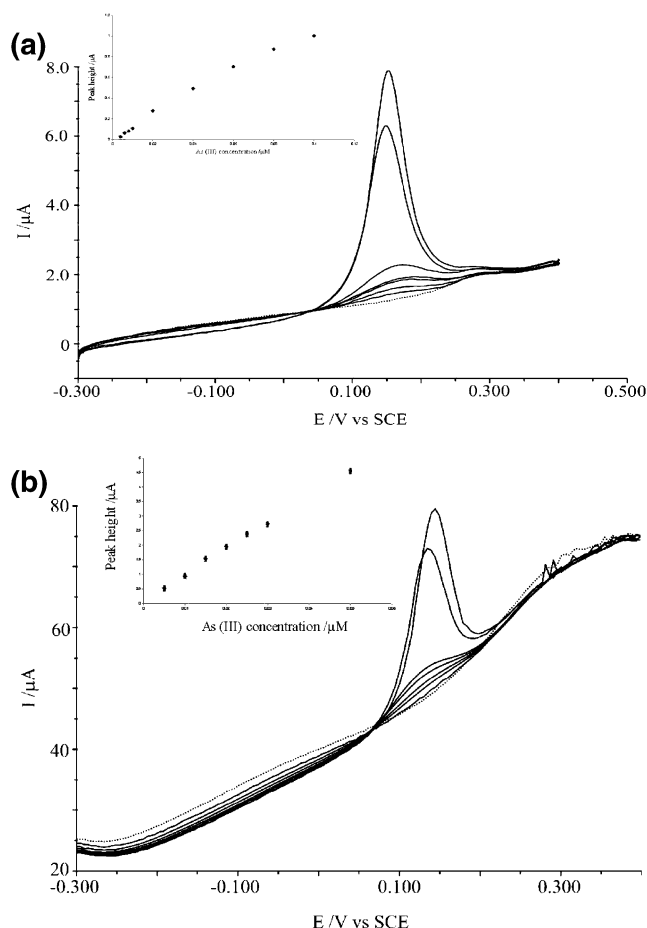 (a)
Peak height /µA
As (III) concentration /µM
8.0
6.0
4.0
2.0
0
I /µA
-0.300 -0.100 0.100 0.300 0.500
E /V vs SCE
(b)
Peak height /µA
As (III) concentration /µM
80
60
40
20
I /µA
-0.300 -0.100 0.100 0.300
E /V vs SCE